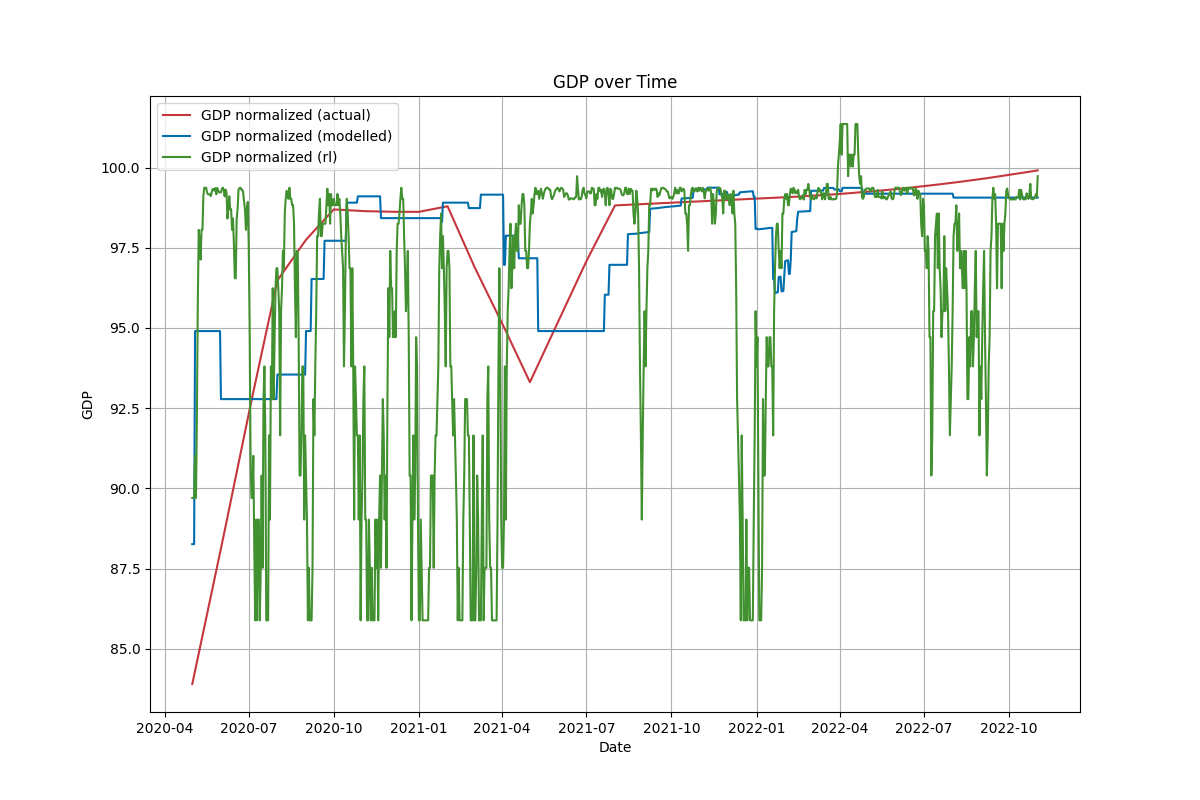 GDP over Time
GDP normalized (actual)
GDP normalized (modelled)
GDP normalized (rl)
100.0
97.5
95.0
92.5
90.0
87.5
85.0
GDP
2020-04 2020-07 2020-10 2021-01 2021-04 2021-07 2021-10 2022-01 2022-04 2022-07 2022-10
Date